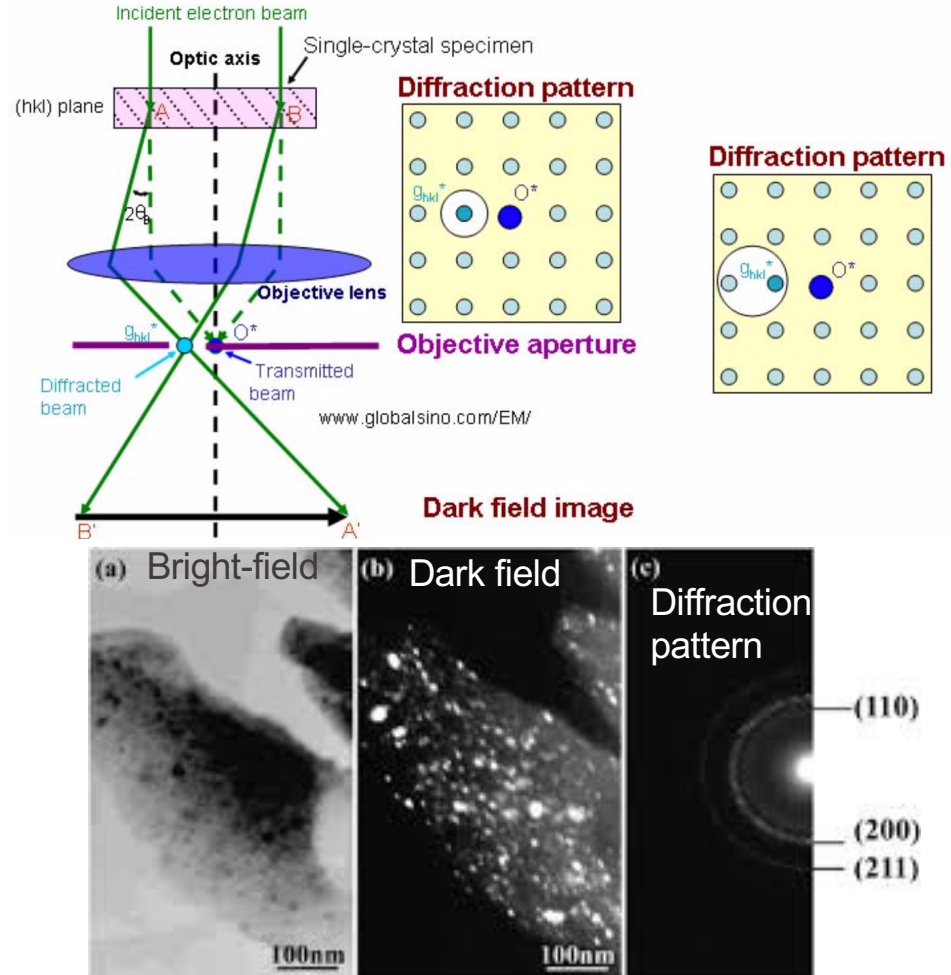 Incident electron beam
Optic axis
Single-crystal specimen
(hkl) plane
A
B
2θB
Objective lens
ghkl*
O*
Diffracted
beam
Transmitted
beam
www.globalsino.com/EM/
B'
A'
Diffraction pattern
ghkl*
O*
Objective aperture
Diffraction pattern
ghkl*
O*
Dark field image
(a) Bright-field
100nm
(b) Dark field
100nm
(c)
Diffraction
pattern
(110)
(200)
(211)